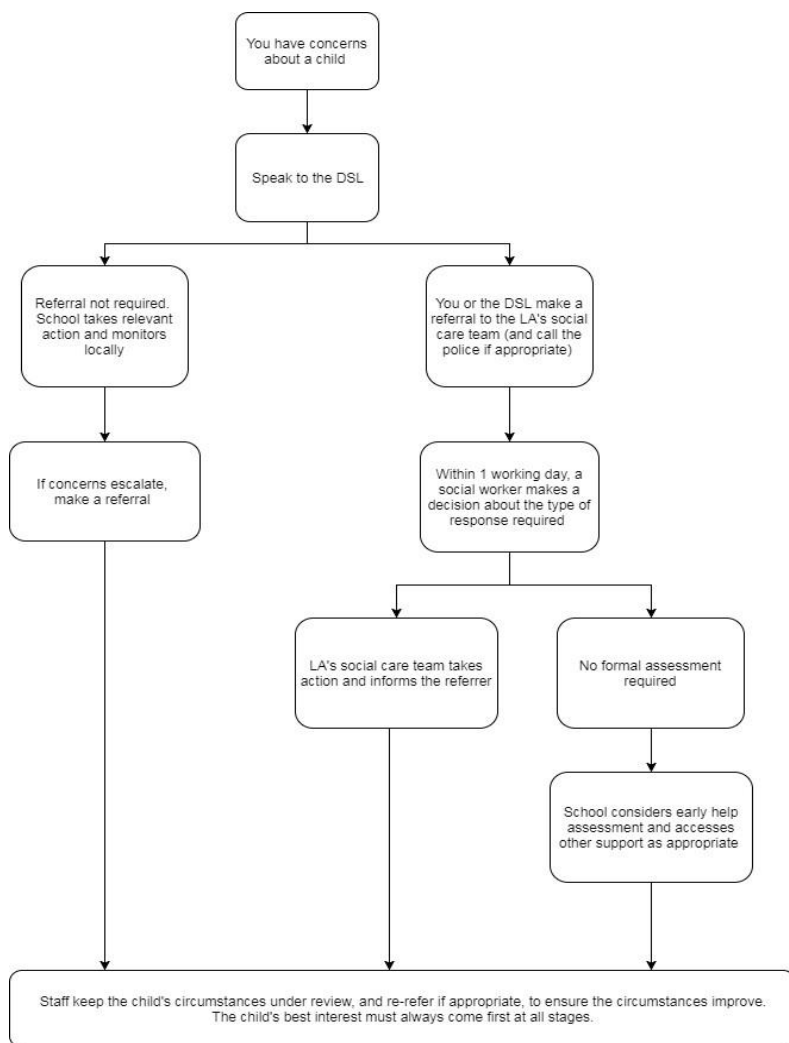 You have concerns
about a child
Speak to the DSL
Referral not required.
School takes relevant
action and monitors
locally
You or the DSL make a
referral to the LA's social
care team (and call the
police if appropriate)
If concerns escalate,
make a referral
Within 1 working day, a
social worker makes a
decision about the type of
response required
LA's social care team takes
action and informs the referrer
No formal assessment
required
School considers early help
assessment and accesses
other support as appropriate
Staff keep the child's circumstances under review, and re-refer if appropriate, to ensure the circumstances improve.
The child's best interest must always come first at all stages.